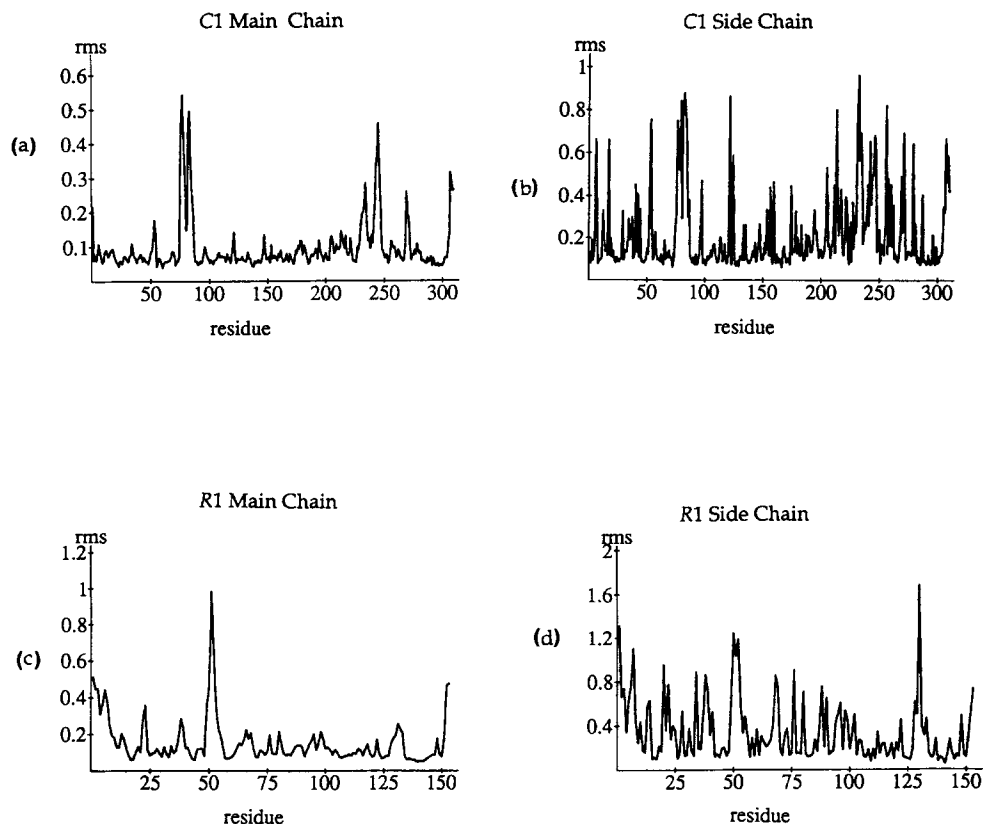 C1 Main Chain
rms
0.6
0.5
0.4
0.3
0.2
0.1
50 100 150 200 250 300
residue
(a)
C1 Side Chain
rms
1
0.8
0.6
0.4
0.2
50 100 150 200 250 300
residue
(b)
R1 Main Chain
rms
1.2
1
0.8
0.6
0.4
0.2
25 50 75 100 125 150
residue
(c)
R1 Side Chain
rms
2
1.6
1.2
0.8
0.4
25 50 75 100 125 150
residue
(d)